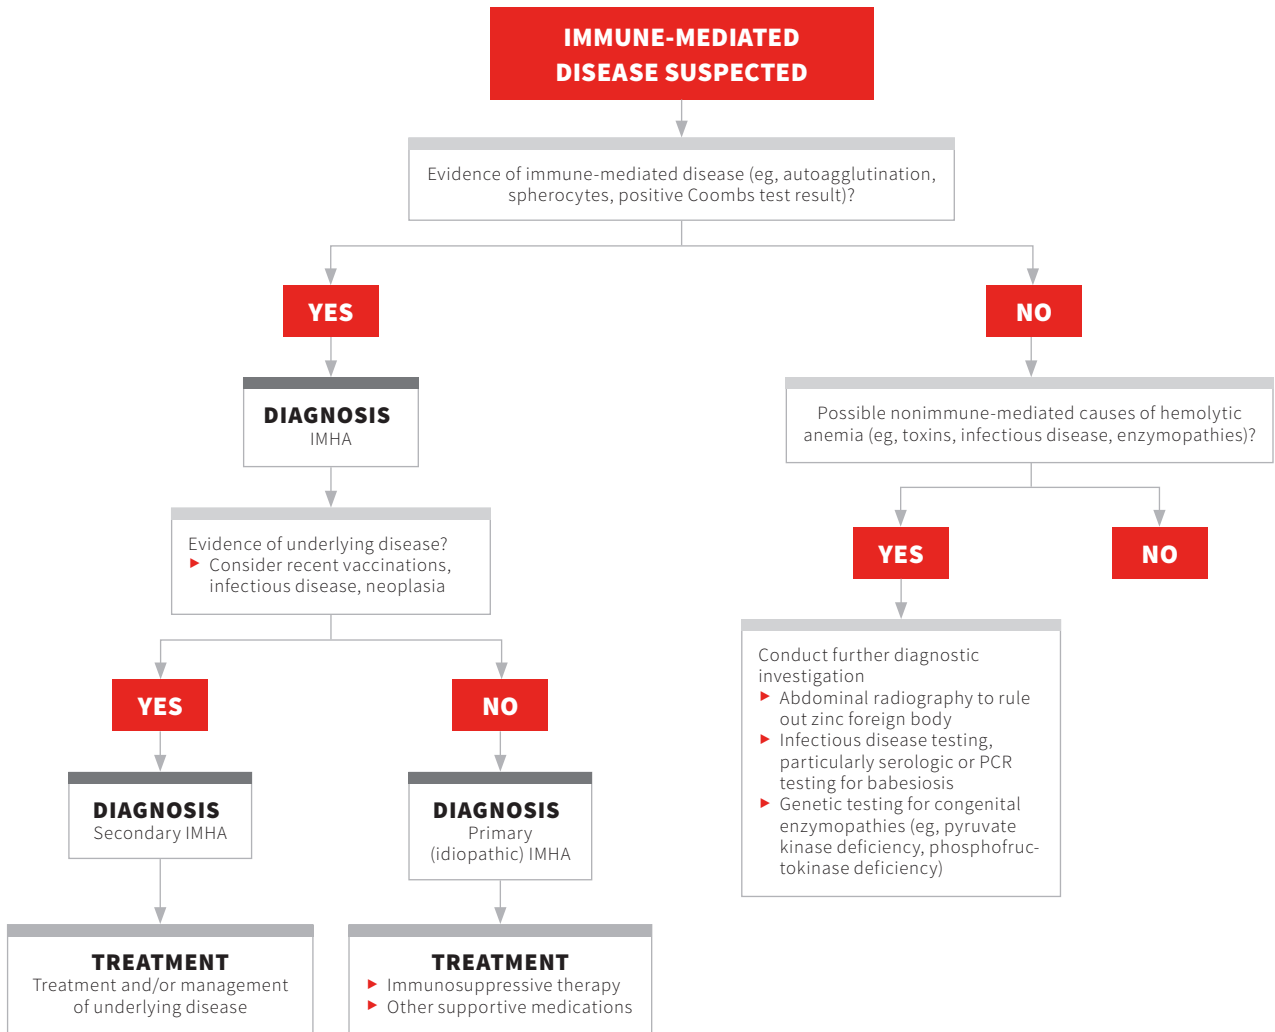 IMMUNE-MEDIATED
DISEASE SUSPECTED
Evidence of immune-mediated disease (eg, autoagglutination,
spherocytes, positive Coombs test result)?
YES
NO
DIAGNOSIS
IMHA
Possible nonimmune-mediated causes of hemolytic
anemia (eg, toxins, infectious disease, enzymopathies)?
Evidence of underlying disease?
► Consider recent vaccinations,
infectious disease, neoplasia
YES
NO
YES
NO
Conduct further diagnostic
investigation
► Abdominal radiography to rule
out zinc foreign body
► Infectious disease testing,
particularly serologic or PCR
testing for babesiosis
► Genetic testing for congenital
enzymopathies (eg, pyruvate
kinase deficiency, phosphofruc-
tokinase deficiency)
DIAGNOSIS
Secondary IMHA
DIAGNOSIS
Primary
(idiopathic) IMHA
TREATMENT
Treatment and/or management
of underlying disease
TREATMENT
► Immunosuppressive therapy
► Other supportive medications